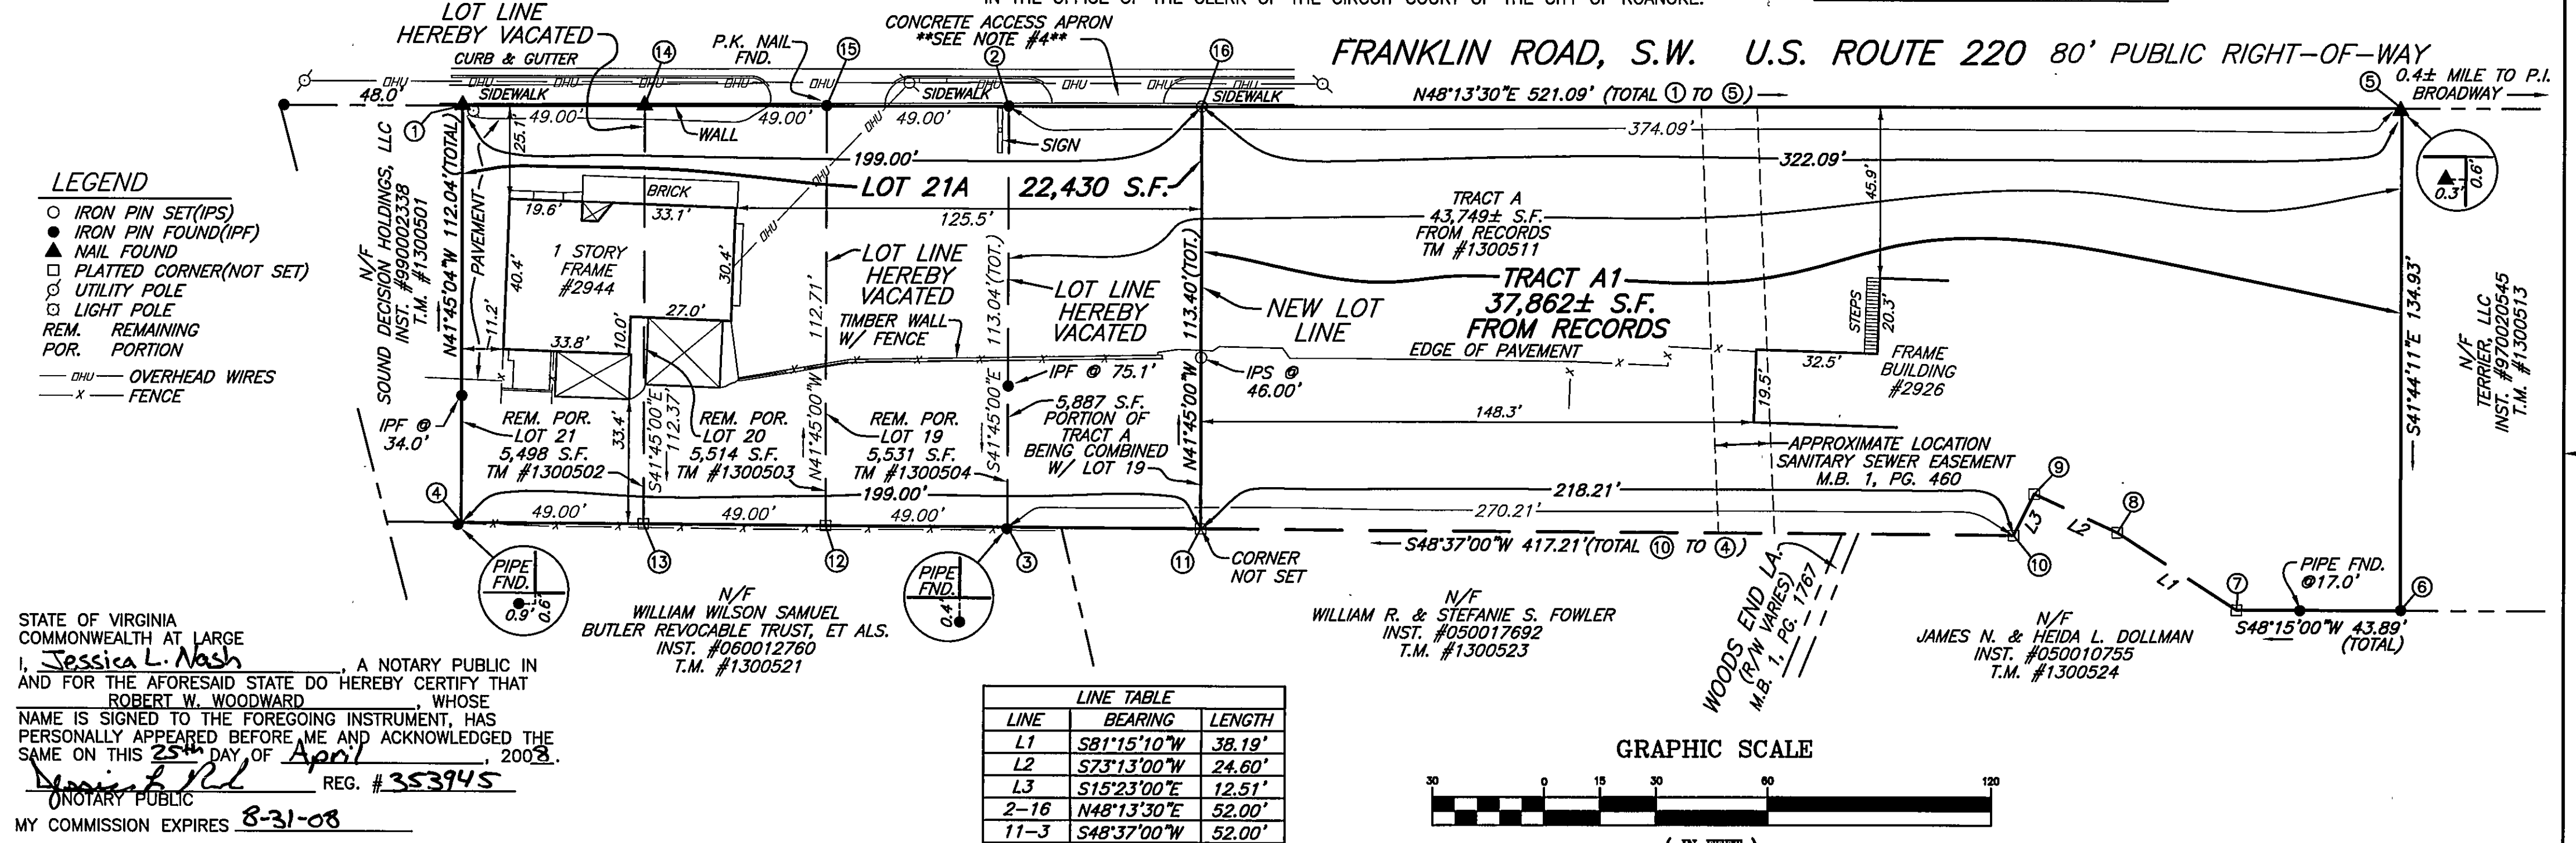 IN THE OFFICE OF THE CLERK OF THE CIRCUIT COURT OF THE CITY OF ROANOKE.
LOT LINE
HEREBY VACATED
CURB & GUTTER
14
P.K. NAIL
FND.
15
CONCRETE ACCESS APRON
**SEE NOTE #4**
2
16
FRANKLIN ROAD, S.W. U.S. ROUTE 220 80' PUBLIC RIGHT-OF-WAY
5
0.4± MILE TO P.I.
BROADWAY
OHU
OHU
OHU
OHU
OHU
OHU
OHU
OHU
48.0'
SIDEWALK
SIDEWALK
SIDEWALK
N48°13'30"E 521.09' (TOTAL 1 TO 5)
1
49.00'
49.00'
49.00'
WALL
SIGN
OHU
OHU
OHU
374.09'
199.00'
322.09'
0.3'
0.6'
25.1'
LOT 21A 22,430 S.F.
BRICK
19.6'
33.1'
125.5'
45.9'
TRACT A
43,749± S.F.
FROM RECORDS
TM #1300511
LEGEND
IRON PIN SET(IPS)
IRON PIN FOUND(IPF)
NAIL FOUND
PLATTED CORNER(NOT SET)
UTILITY POLE
LIGHT POLE
REM. REMAINING
POR. PORTION
OHU OVERHEAD WIRES
x FENCE
N/F
SOUND DECISION HOLDINGS, LLC
INST. #990002338
T.M. #1300501
N41°45'04"W 112.04'(TOTAL)
PAVEMENT
11.2'
40.4'
1 STORY
FRAME
#2944
30.4'
27.0'
10.0'
33.8'
LOT LINE
HEREBY
VACATED
TIMBER WALL
W/ FENCE
112.71'
N41°45'00"W
S41°45'00"E
113.04'(TOT.)
LOT LINE
HEREBY
VACATED
N41°45'00"W
113.40'(TOT.)
NEW LOT
LINE
TRACT A1
37,862± S.F.
FROM RECORDS
EDGE OF PAVEMENT
STEPS
20.3'
32.5'
FRAME
BUILDING
#2926
19.5'
148.3'
S41°44'11"E 134.93'
N/F
TERRIER, LLC
INST. #970020545
T.M. #1300513
IPF @ 75.1'
IPS @
46.00'
IPF @
34.0'
REM. POR.
LOT 21
5,498 S.F.
TM #1300502
33.4'
S41°45'00"E
112.37'
REM. POR.
LOT 20
5,514 S.F.
TM #1300503
REM. POR.
LOT 19
5,531 S.F.
TM #1300504
5,887 S.F.
PORTION OF
TRACT A
BEING COMBINED
W/ LOT 19
APPROXIMATE LOCATION
SANITARY SEWER EASEMENT
M.B. 1, PG. 460
4
199.00'
218.21'
270.21'
49.00'
49.00'
49.00'
S48°37'00"W 417.21'(TOTAL 10 TO 4)
9
L3
L2
8
10
L1
7
PIPE FND.
@17.0'
6
S48°15'00"W 43.89'
(TOTAL)
PIPE
FND.
0.9'
0.6'
13
12
PIPE
FND.
0.4'
3
11
CORNER
NOT SET
N/F
WILLIAM WILSON SAMUEL
BUTLER REVOCABLE TRUST, ET ALS.
INST. #060012760
T.M. #1300521
N/F
WILLIAM R. & STEFANIE S. FOWLER
INST. #050017692
T.M. #1300523
WOODS END LA.
(R/W VARIES)
M.B. 1, PG. 1767
N/F
JAMES N. & HEIDA L. DOLLMAN
INST. #050010755
T.M. #1300524
STATE OF VIRGINIA
COMMONWEALTH AT LARGE
I, Jessica L. Nash, A NOTARY PUBLIC IN
AND FOR THE AFORESAID STATE DO HEREBY CERTIFY THAT
ROBERT W. WOODWARD, WHOSE
NAME IS SIGNED TO THE FOREGOING INSTRUMENT, HAS
PERSONALLY APPEARED BEFORE ME AND ACKNOWLEDGED THE
SAME ON THIS 25th DAY OF April, 2008.
REG. #353945
NOTARY PUBLIC
MY COMMISSION EXPIRES 8-31-08
LINE TABLE
LINE BEARING LENGTH
L1 S81°15'10"W 38.19'
L2 S73°13'00"W 24.60'
L3 S15°23'00"E 12.51'
2-16 N48°13'30"E 52.00'
11-3 S48°37'00"W 52.00'
GRAPHIC SCALE
30 0 15 30 60 120